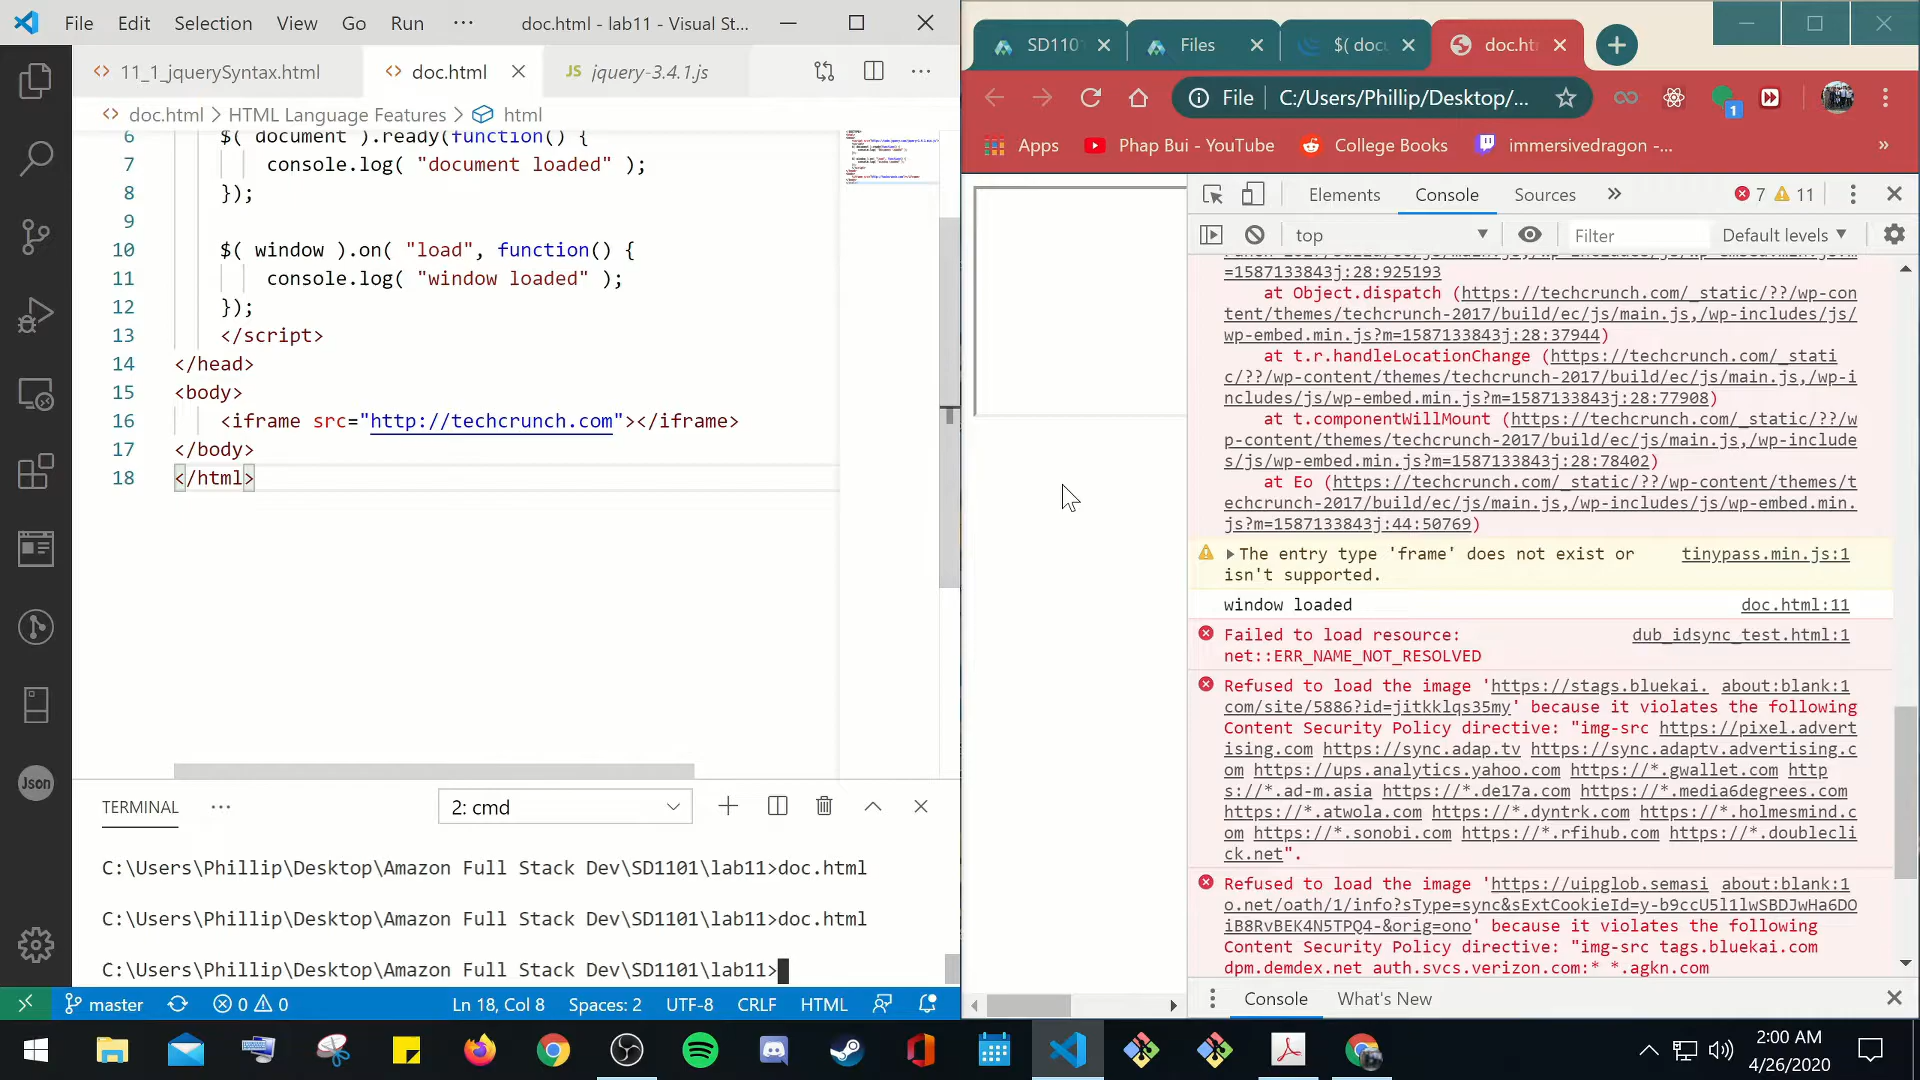 File Edit Selection View Go Run ··· doc.html - lab11 - Visual St...
11_1_jquerySyntax.html doc.html JS jquery-3.4.1.js
doc.html > HTML Language Features > html
6 $( document ).ready(function() {
7 console.log( "document loaded" );
8 });
9
10 $( window ).on( "load", function() {
11 console.log( "window loaded" );
12 });
13 </script>
14 </head>
15 <body>
16 <iframe src="http://techcrunch.com"></iframe>
17 </body>
18 </html>
TERMINAL ··· 2: cmd
C:\Users\Phillip\Desktop\Amazon Full Stack Dev\SD1101\lab11>doc.html
C:\Users\Phillip\Desktop\Amazon Full Stack Dev\SD1101\lab11>doc.html
C:\Users\Phillip\Desktop\Amazon Full Stack Dev\SD1101\lab11>
Json
master 0 0 Ln 18, Col 8 Spaces: 2 UTF-8 CRLF HTML
SD110 Files $( docu doc.ht
File C:/Users/Phillip/Desktop/... 1
Apps Phap Bui - YouTube College Books immersivedragon -... »
Elements Console Sources » 7 11
top Filter Default levels
=1587133843j:28:925193
at Object.dispatch (https://techcrunch.com/_static/??/wp-con
tent/themes/techcrunch-2017/build/ec/js/main.js,/wp-includes/js/
wp-embed.min.js?m=1587133843j:28:37944)
at t.r.handleLocationChange (https://techcrunch.com/_stati
c/??/wp-content/themes/techcrunch-2017/build/ec/js/main.js,/wp-i
ncludes/js/wp-embed.min.js?m=1587133843j:28:77908)
at t.componentWillMount (https://techcrunch.com/_static/??/w
p-content/themes/techcrunch-2017/build/ec/js/main.js,/wp-include
s/js/wp-embed.min.js?m=1587133843j:28:78402)
at Eo (https://techcrunch.com/_static/??/wp-content/themes/t
echcrunch-2017/build/ec/js/main.js,/wp-includes/js/wp-embed.min.
js?m=1587133843j:44:50769)
The entry type 'frame' does not exist or tinypass.min.js:1
isn't supported.
window loaded doc.html:11
Failed to load resource: dub_idsync_test.html:1
net::ERR_NAME_NOT_RESOLVED
Refused to load the image 'https://stags.bluekai. about:blank:1
com/site/5886?id=jitkklqs35my' because it violates the following
Content Security Policy directive: "img-src https://pixel.advert
ising.com https://sync.adap.tv https://sync.adaptv.advertising.c
om https://ups.analytics.yahoo.com https://*.gwallet.com http
s://*.ad-m.asia https://*.de17a.com https://*.media6degrees.com
https://*.atwola.com https://*.dyntrk.com https://*.holmesmind.c
om https://*.sonobi.com https://*.rfihub.com https://*.doublecli
ck.net".
Refused to load the image 'https://uipglob.semasi about:blank:1
o.net/oath/1/info?sType=sync&sExtCookieId=y-b9ccU5l1lwSBDJwHa6DO
iB8RvBEK4N5TPQ4-&orig=ono' because it violates the following
Content Security Policy directive: "img-src tags.bluekai.com
dpm.demdex.net auth.svcs.verizon.com:* *.agkn.com
Console What's New
2:00 AM
4/26/2020